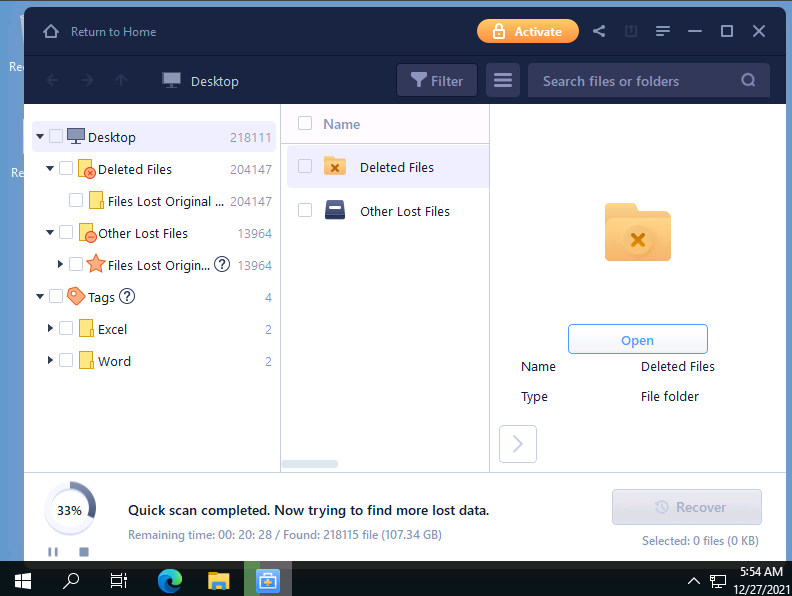 Return to Home
Activate
Desktop
Filter
Search files or folders
Desktop 218111
Deleted Files 204147
Files Lost Original ... 204147
Other Lost Files 13964
Files Lost Origin... ? 13964
Tags ? 4
Excel 2
Word 2
Name
Deleted Files
Other Lost Files
Open
Name Deleted Files
Type File folder
33%
Quick scan completed. Now trying to find more lost data.
Remaining time: 00: 20: 28 / Found: 218115 file (107.34 GB)
Recover
Selected: 0 files (0 KB)
Re
Re
5:54 AM
12/27/2021